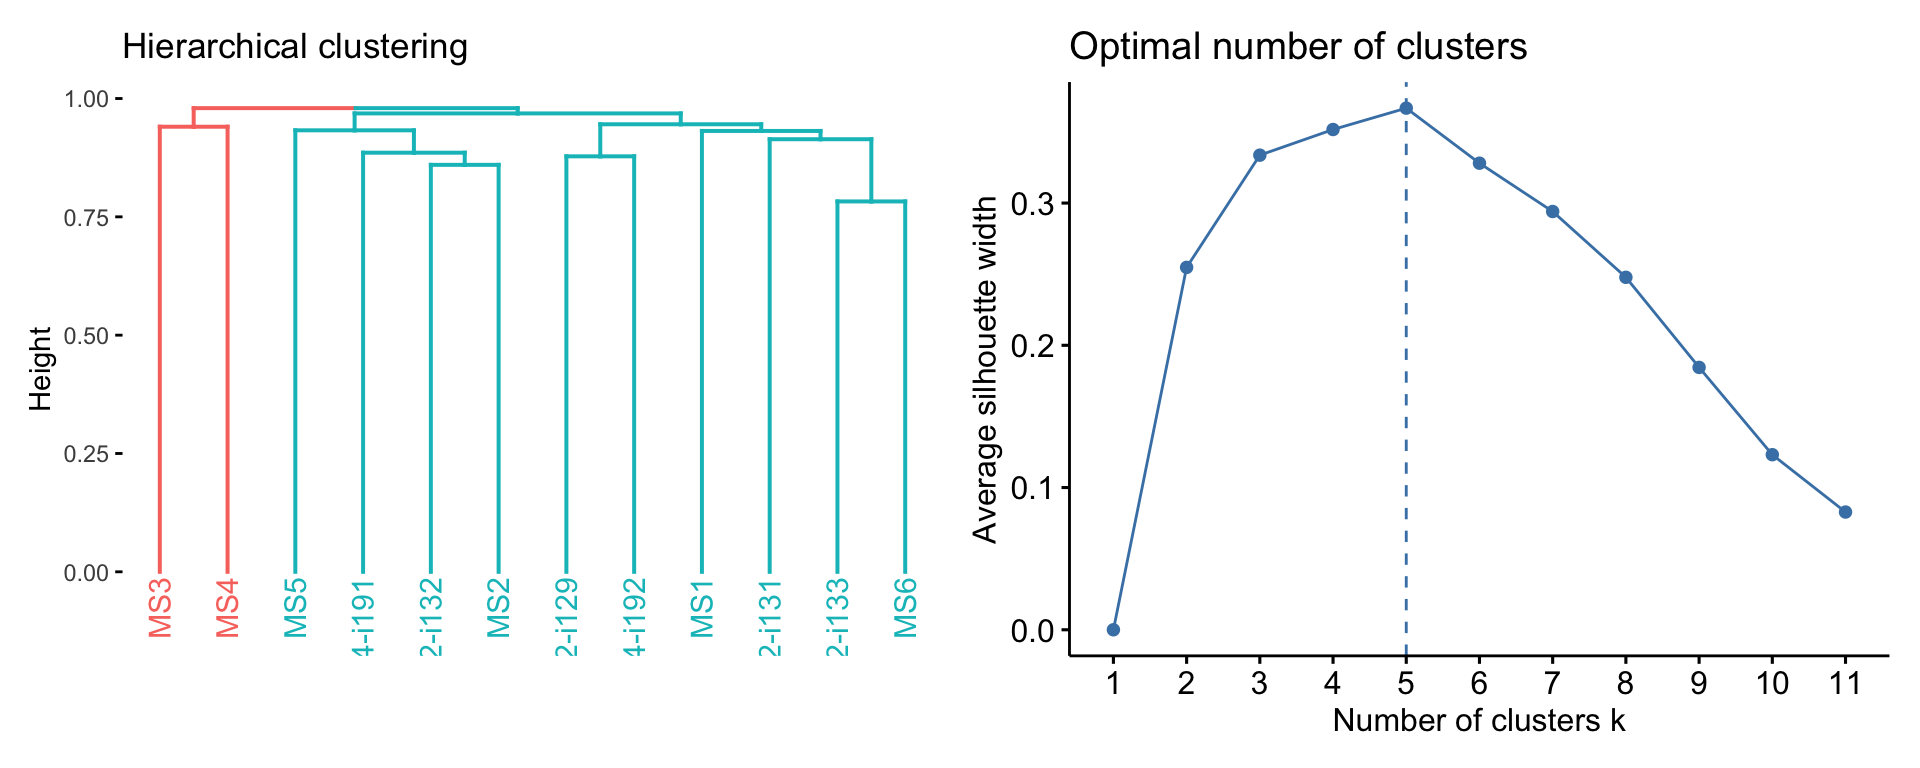 Hierarchical clustering
1.00
0.75
0.50
0.25
0.00
Height
MS3
MS4
MS5
4-i191
2-i132
MS2
2-i129
4-i192
MS1
2-i131
2-i133
MS6
Optimal number of clusters
0.3
0.2
0.1
0.0
Average silhouette width
1 2 3 4 5 6 7 8 9 10 11
Number of clusters k